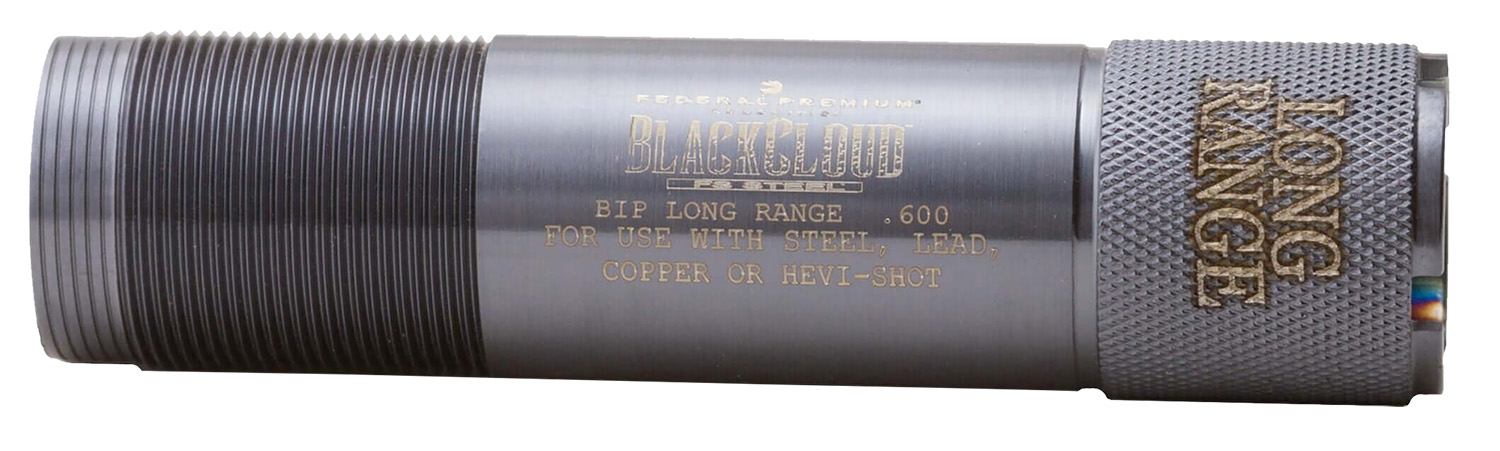 FEDERAL PREMIUM®
BLACKCLOUD™
FS STEEL
BIP LONG RANGE .600
FOR USE WITH STEEL, LEAD,
COPPER OR HEVI-SHOT
LONG
RANGE